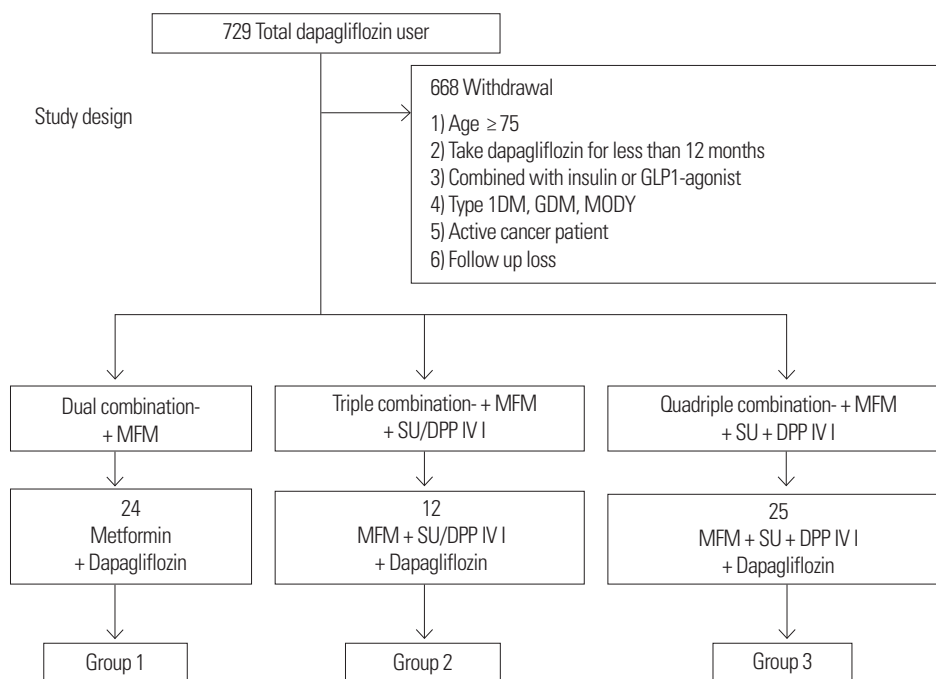 729 Total dapagliflozin user
Study design
668 Withdrawal
1) Age ≥ 75
2) Take dapagliflozin for less than 12 months
3) Combined with insulin or GLP1-agonist
4) Type 1DM, GDM, MODY
5) Active cancer patient
6) Follow up loss
Dual combination-
+ MFM
Triple combination- + MFM
+ SU/DPP IV I
Quadriple combination- + MFM
+ SU + DPP IV I
24
Metformin
+ Dapagliflozin
12
MFM + SU/DPP IV I
+ Dapagliflozin
25
MFM + SU + DPP IV I
+ Dapagliflozin
Group 1
Group 2
Group 3